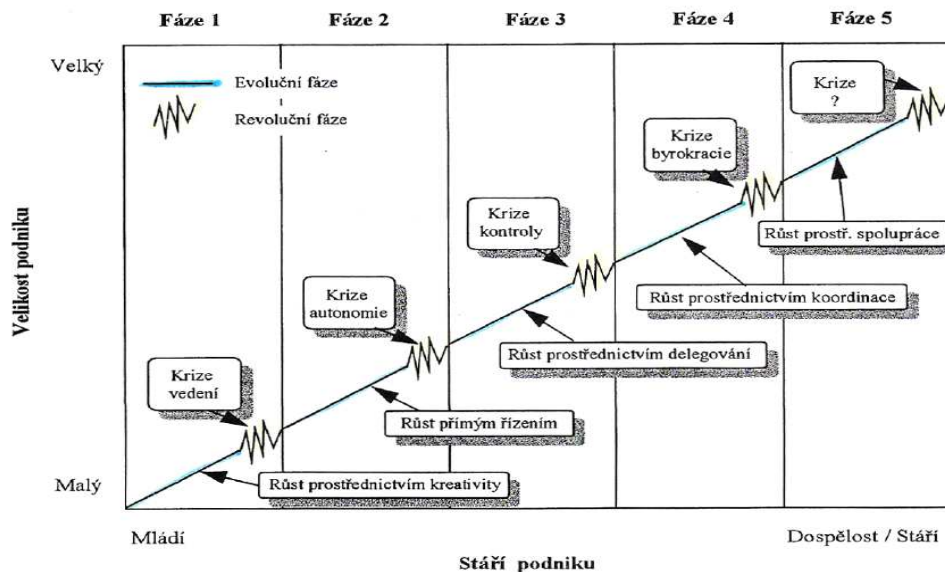 Fáze 1 Fáze 2 Fáze 3 Fáze 4 Fáze 5
Velký
Evoluční fáze
Revoluční fáze
Krize
?
Krize
byrokracie
Krize
kontroly
Růst prostř. spolupráce
Velikost podniku
Krize
autonomie
Růst prostřednictvím koordinace
Růst prostřednictvím delegování
Krize
vedení
Růst přímým řízením
Malý
Růst prostřednictvím kreativity
Mládí
Dospělost / Stáří
Stáří podniku